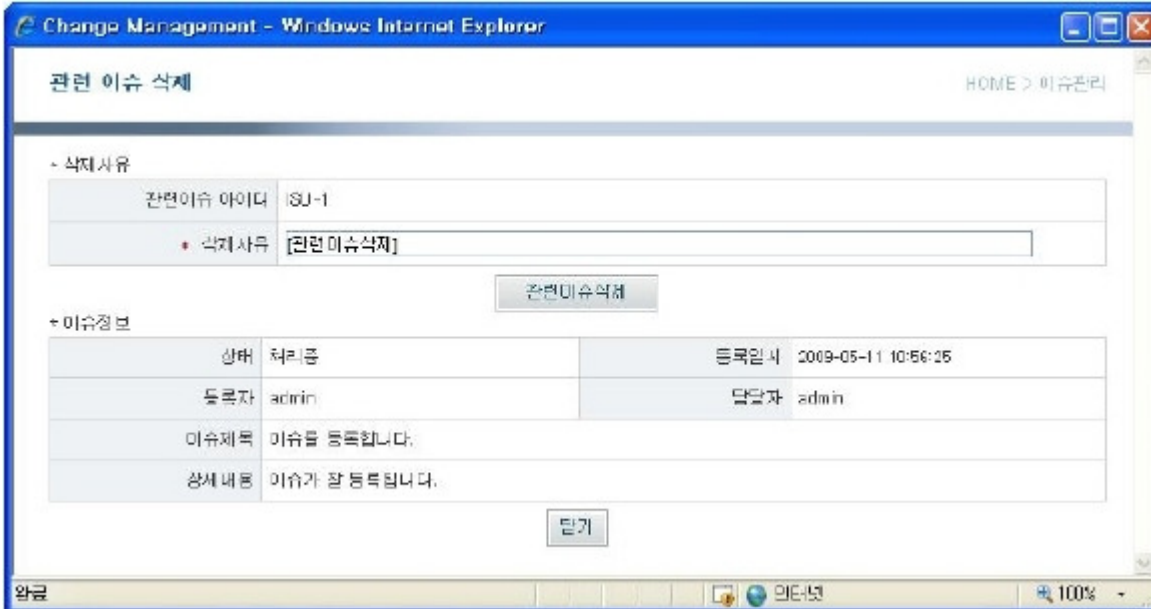 Change Management - Windows Internet Explorer
관련 이슈 삭제
HOME > 이슈관리
삭제사유
관련이슈 아이디 ISU-1
* 삭제사유 [관련이슈삭제]
관련이슈삭제
+ 이슈정보
상태 처리중 등록일시 2009-05-11 10:56:25
등록자 admin 담당자 admin
이슈제목 이슈를 등록합니다.
상세내용 이슈가 잘 등록됩니다.
닫기
완료 인터넷 100%